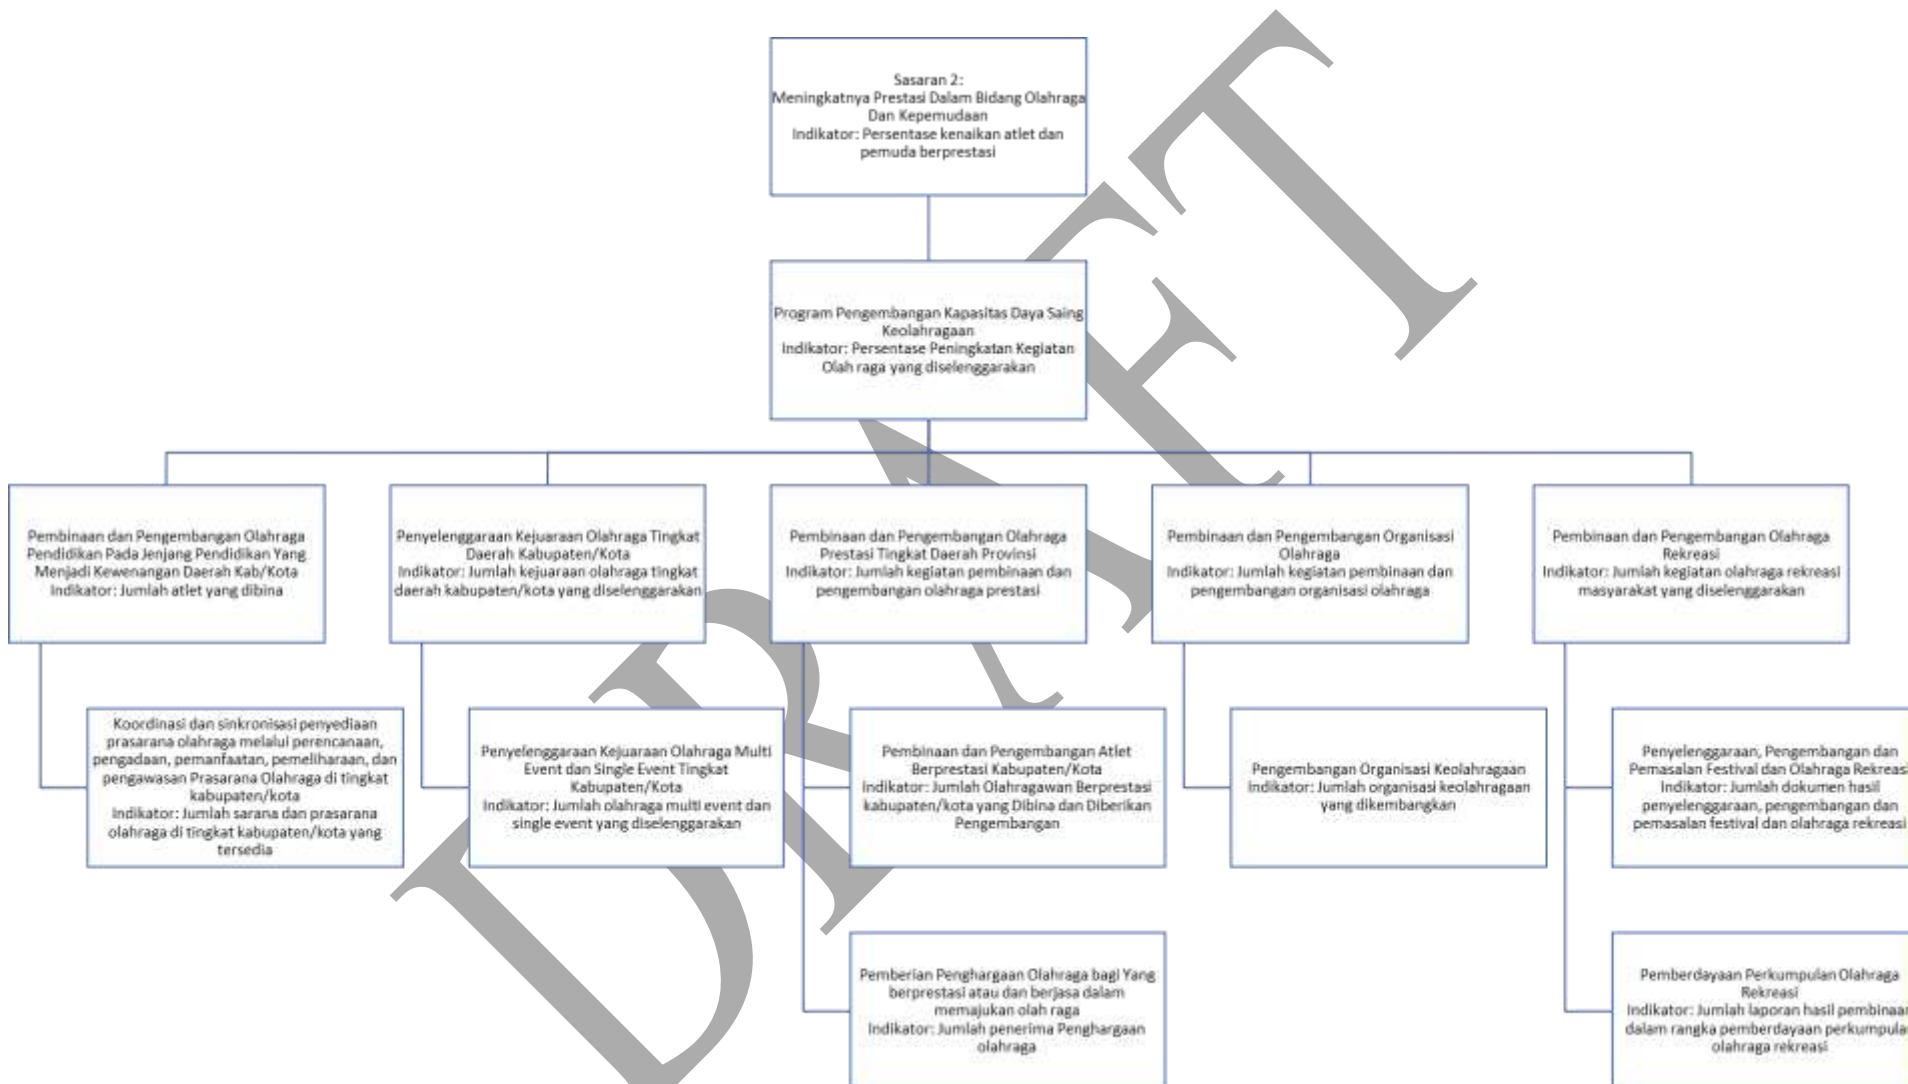 Sasaran 2:
Meningkatnya Prestasi Dalam Bidang Olahraga
Dan Kepemudaan
Indikator: Persentase kenaikan atlet dan
pemuda berprestasi
Program Pengembangan Kapasitas Daya Saing
Keolahragaan
Indikator: Persentase Peningkatan Kegiatan
Olah raga yang diselenggarakan
Pembinaan dan Pengembangan Olahraga
Pendidikan Pada Jenjang Pendidikan Yang
Menjadi Kewenangan Daerah Kab/Kota
Indikator: Jumlah atlet yang dibina
Penyelenggaraan Kejuaraan Olahraga Tingkat
Daerah Kabupaten/Kota
Indikator: Jumlah kejuaraan olahraga tingkat
daerah kabupaten/kota yang diselenggarakan
Pembinaan dan Pengembangan Olahraga
Prestasi Tingkat Daerah Provinsi
Indikator: Jumlah kegiatan pembinaan dan
pengembangan olahraga prestasi
Pembinaan dan Pengembangan Organisasi
Olahraga
Indikator: Jumlah kegiatan pembinaan dan
pengembangan organisasi olahraga
Pembinaan dan Pengembangan Olahraga
Rekreasi
Indikator: Jumlah kegiatan olahraga rekreasi
masyarakat yang diselenggarakan
Koordinasi dan sinkronisasi penyediaan
prasarana olahraga melalui perencanaan,
pengadaan, pemanfaatan, pemeliharaan, dan
pengawasan Prasarana Olahraga di tingkat
kabupaten/kota
Indikator: Jumlah sarana dan prasarana
olahraga di tingkat kabupaten/kota yang
tersedia
Penyelenggaraan Kejuaraan Olahraga Multi
Event dan Single Event Tingkat
Kabupaten/Kota
Indikator: Jumlah olahraga multi event dan
single event yang diselenggarakan
Pembinaan dan Pengembangan Atlet
Berprestasi Kabupaten/Kota
Indikator: Jumlah Olahragawan Berprestasi
kabupaten/kota yang Dibina dan Diberikan
Pengembangan
Pengembangan Organisasi Keolahragaan
Indikator: Jumlah organisasi keolahragaan
yang dikembangkan
Penyelenggaraan, Pengembangan dan
Pemasalan Festival dan Olahraga Rekreasi
Indikator: Jumlah dokumen hasil
penyelenggaraan, pengembangan dan
pemasalan festival dan olahraga rekreasi
Pemberian Penghargaan Olahraga bagi Yang
berprestasi atau dan berjasa dalam
memajukan olah raga
Indikator: Jumlah penerima Penghargaan
olahraga
Pemberdayaan Perkumpulan Olahraga
Rekreasi
Indikator: Jumlah laporan hasil pembinaan
dalam rangka pemberdayaan perkumpulan
olahraga rekreasi
DRAFT